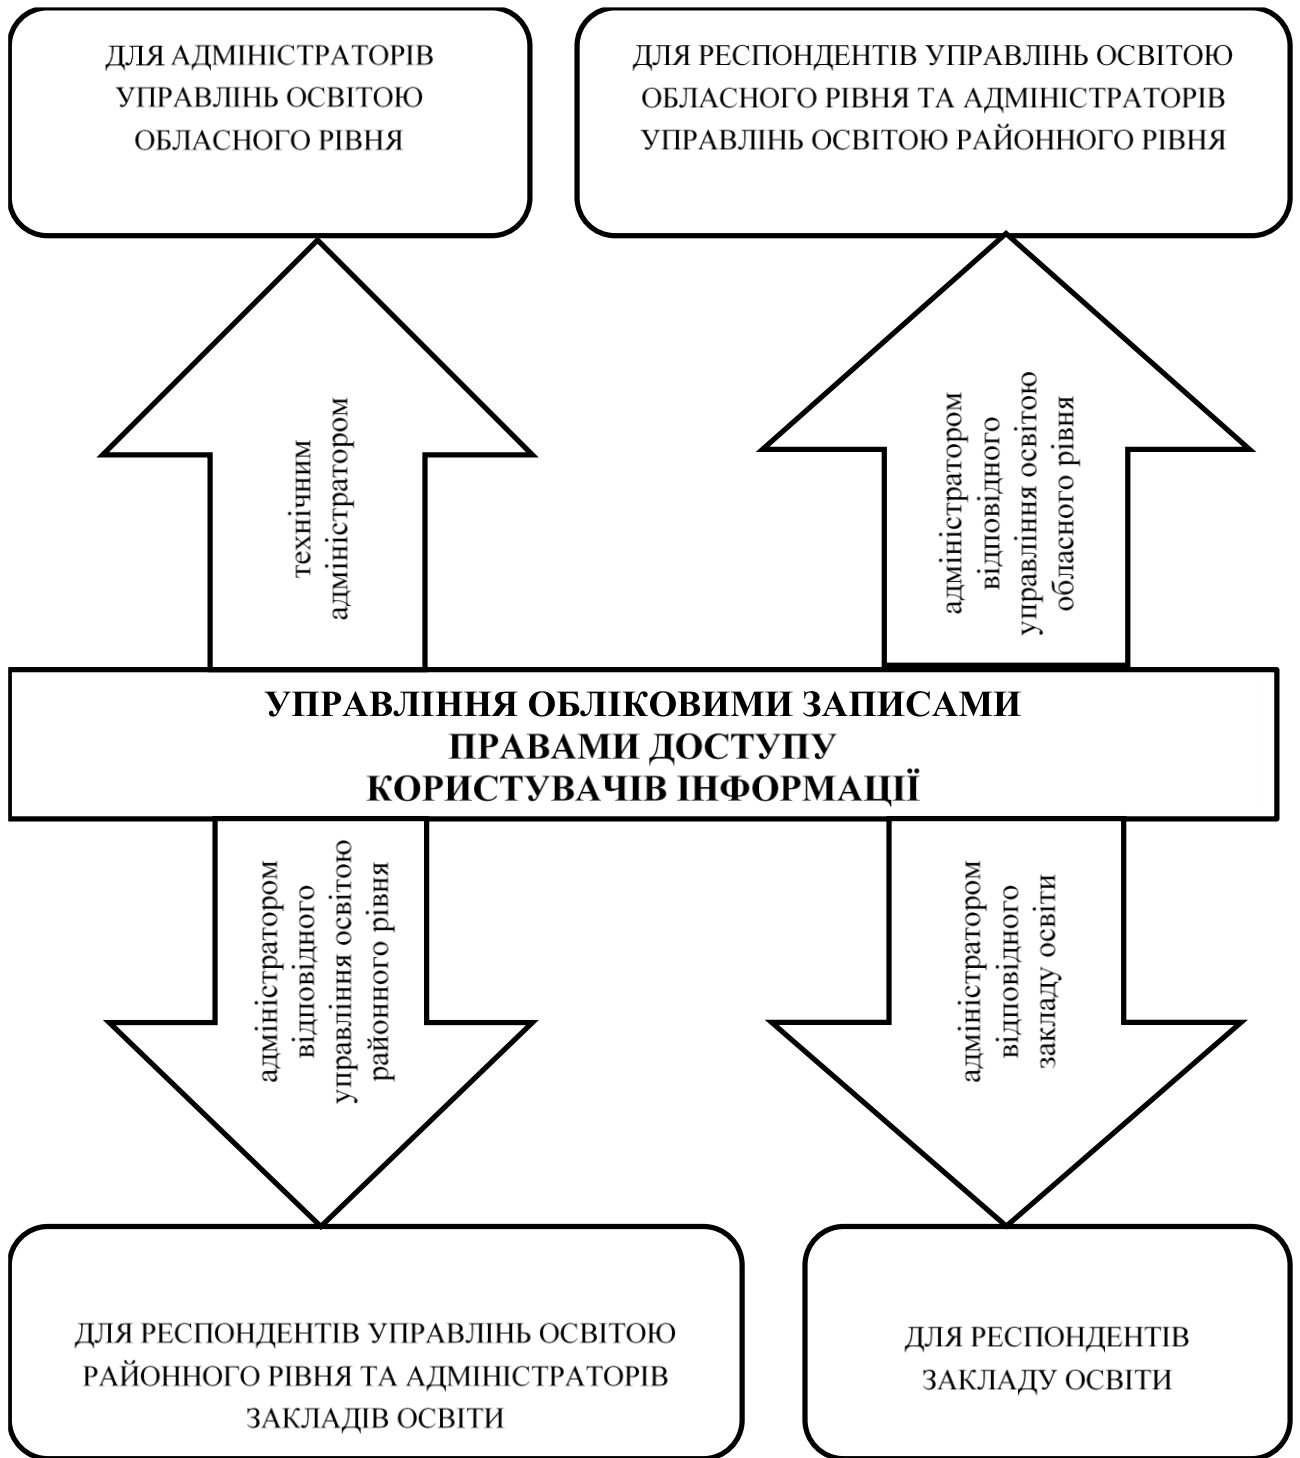 ДЛЯ АДМІНІСТРАТОРІВ
УПРАВЛІНЬ ОСВІТОЮ
ОБЛАСНОГО РІВНЯ
ДЛЯ РЕСПОНДЕНТІВ УПРАВЛІНЬ ОСВІТОЮ
ОБЛАСНОГО РІВНЯ ТА АДМІНІСТРАТОРІВ
УПРАВЛІНЬ ОСВІТОЮ РАЙОННОГО РІВНЯ
технічним
адміністратором
адміністратором
відповідного
управління освітою
обласного рівня
УПРАВЛІННЯ ОБЛІКОВИМИ ЗАПИСАМИ
ПРАВАМИ ДОСТУПУ
КОРИСТУВАЧІВ ІНФОРМАЦІЇ
адміністратором
відповідного
управління освітою
районного рівня
адміністратором
відповідного
закладу освіти
ДЛЯ РЕСПОНДЕНТІВ УПРАВЛІНЬ ОСВІТОЮ
РАЙОННОГО РІВНЯ ТА АДМІНІСТРАТОРІВ
ЗАКЛАДІВ ОСВІТИ
ДЛЯ РЕСПОНДЕНТІВ
ЗАКЛАДУ ОСВІТИ